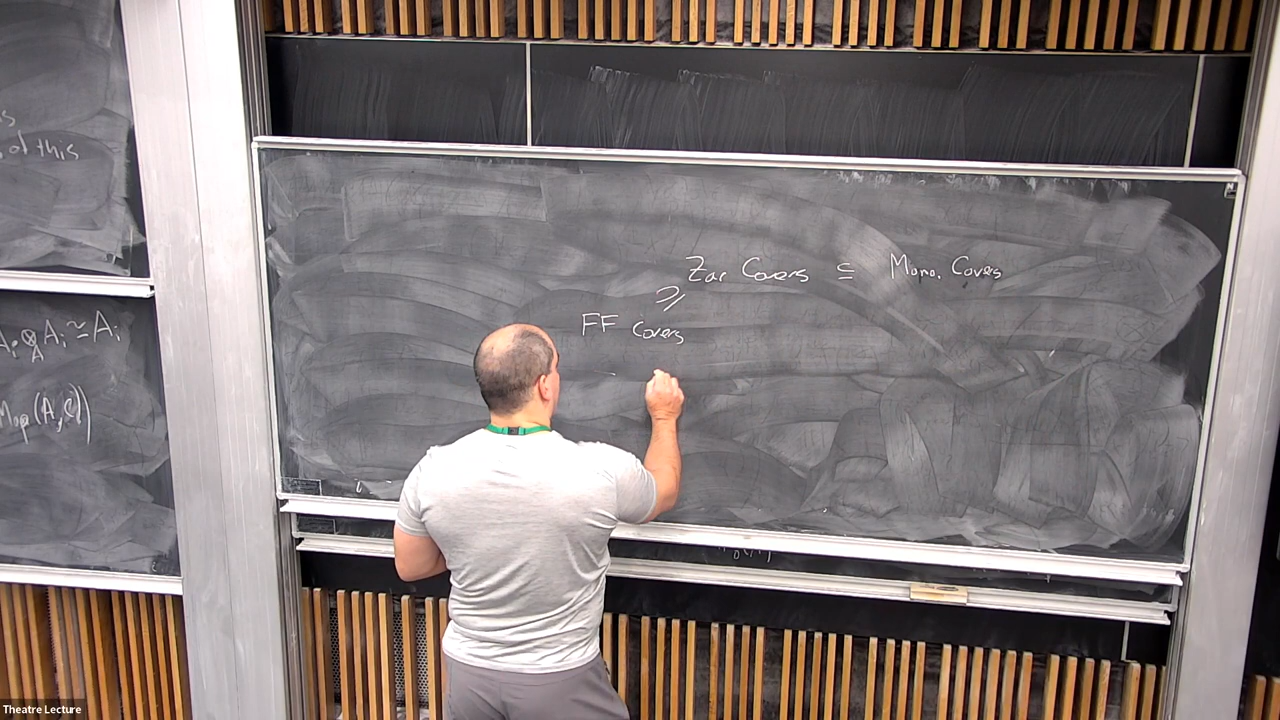 of this
Zar Covers ⊆ Mono. Covers
⊇
FF Covers
A_i ⊗_A A_i ≃ A_i
Map(A, C))
Theatre Lecture